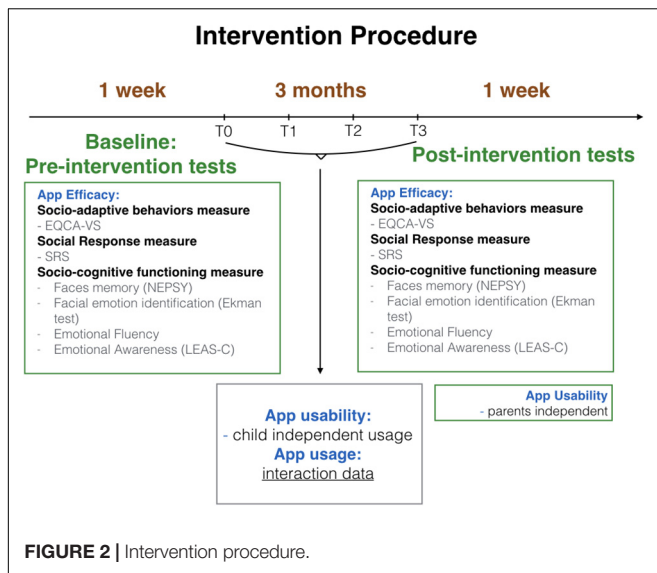 Intervention Procedure
1 week
3 months
1 week
T0
T1
T2
T3
Baseline:
Pre-intervention tests
App Efficacy:
Socio-adaptive behaviors measure
- EQCA-VS
Social Response measure
- SRS
Socio-cognitive functioning measure
- Faces memory (NEPSY)
- Facial emotion identification (Ekman
test)
- Emotional Fluency
- Emotional Awareness (LEAS-C)
Post-intervention tests
App Efficacy:
Socio-adaptive behaviors measure
- EQCA-VS
Social Response measure
- SRS
Socio-cognitive functioning measure
- Faces memory (NEPSY)
- Facial emotion identification (Ekman
test)
- Emotional Fluency
- Emotional Awareness (LEAS-C)
App usability:
- child independent usage
App usage:
interaction data
App Usability
- parents independent
FIGURE 2 | Intervention procedure.